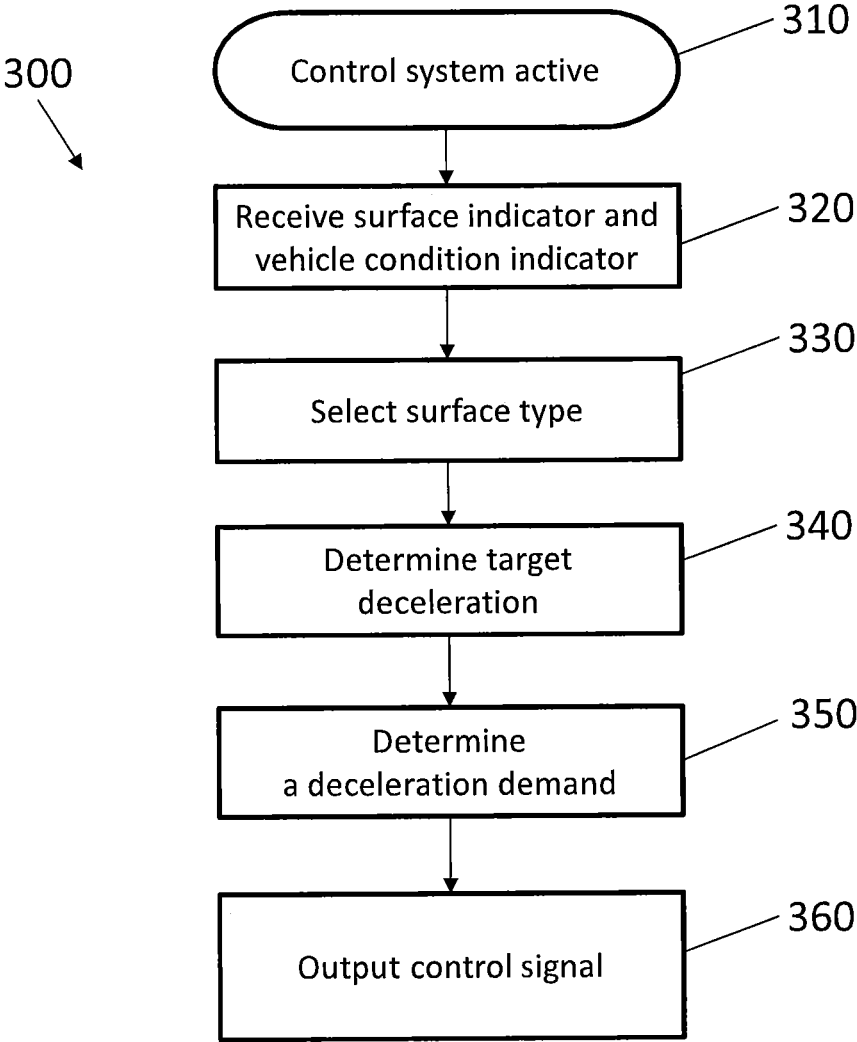 310
Control system active
300
320
Receive surface indicator and
vehicle condition indicator
330
Select surface type
340
Determine target
deceleration
350
Determine
a deceleration demand
360
Output control signal